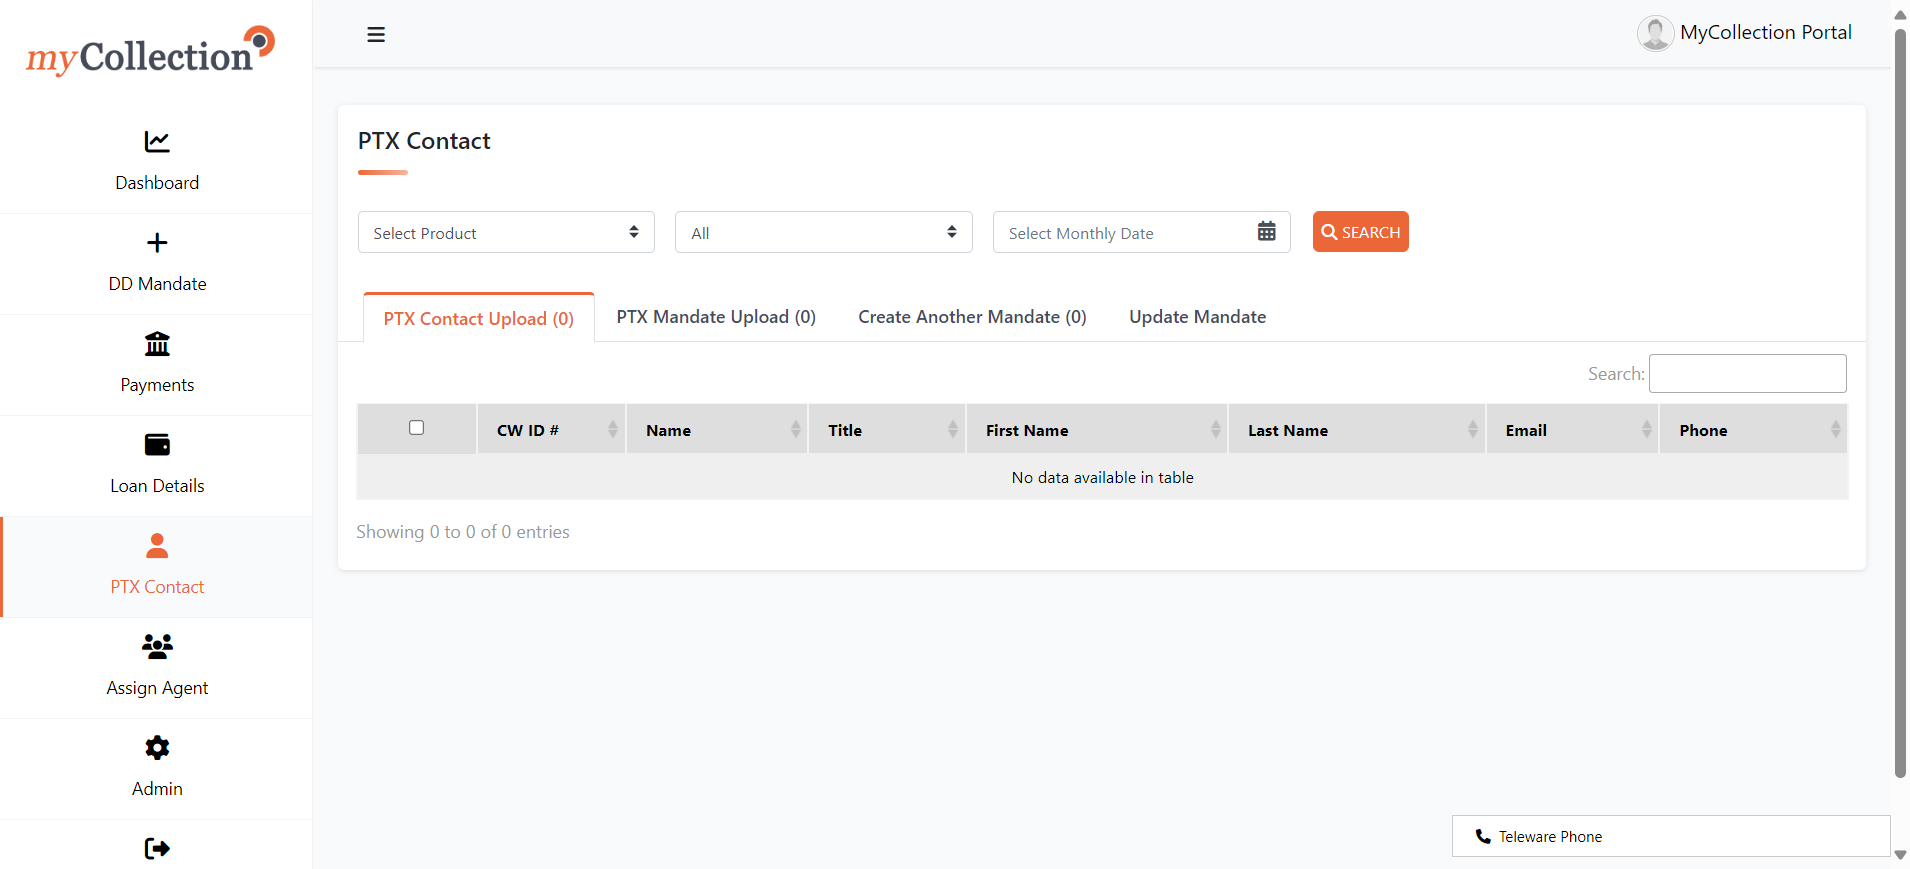 myCollection
MyCollection Portal
Dashboard
DD Mandate
Payments
Loan Details
PTX Contact
Assign Agent
Admin
PTX Contact
Select Product
All
Select Monthly Date
SEARCH
PTX Contact Upload (0)
PTX Mandate Upload (0)
Create Another Mandate (0)
Update Mandate
Search:
CW ID #
Name
Title
First Name
Last Name
Email
Phone
No data available in table
Showing 0 to 0 of 0 entries
Teleware Phone